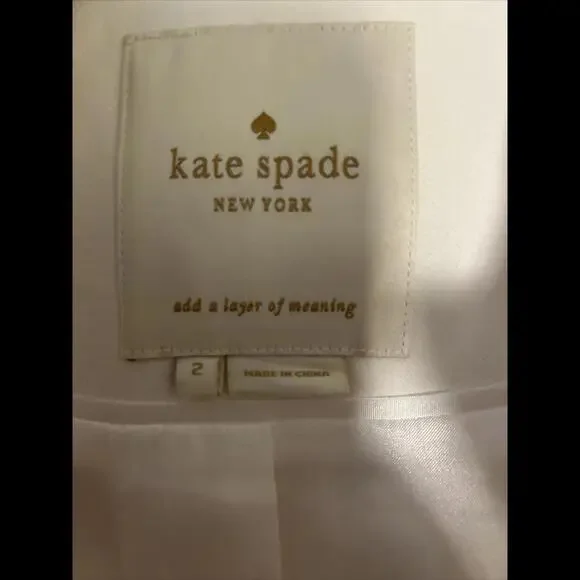 kate spade
NEW YORK
add a layer of meaning
2
MADE IN CHINA